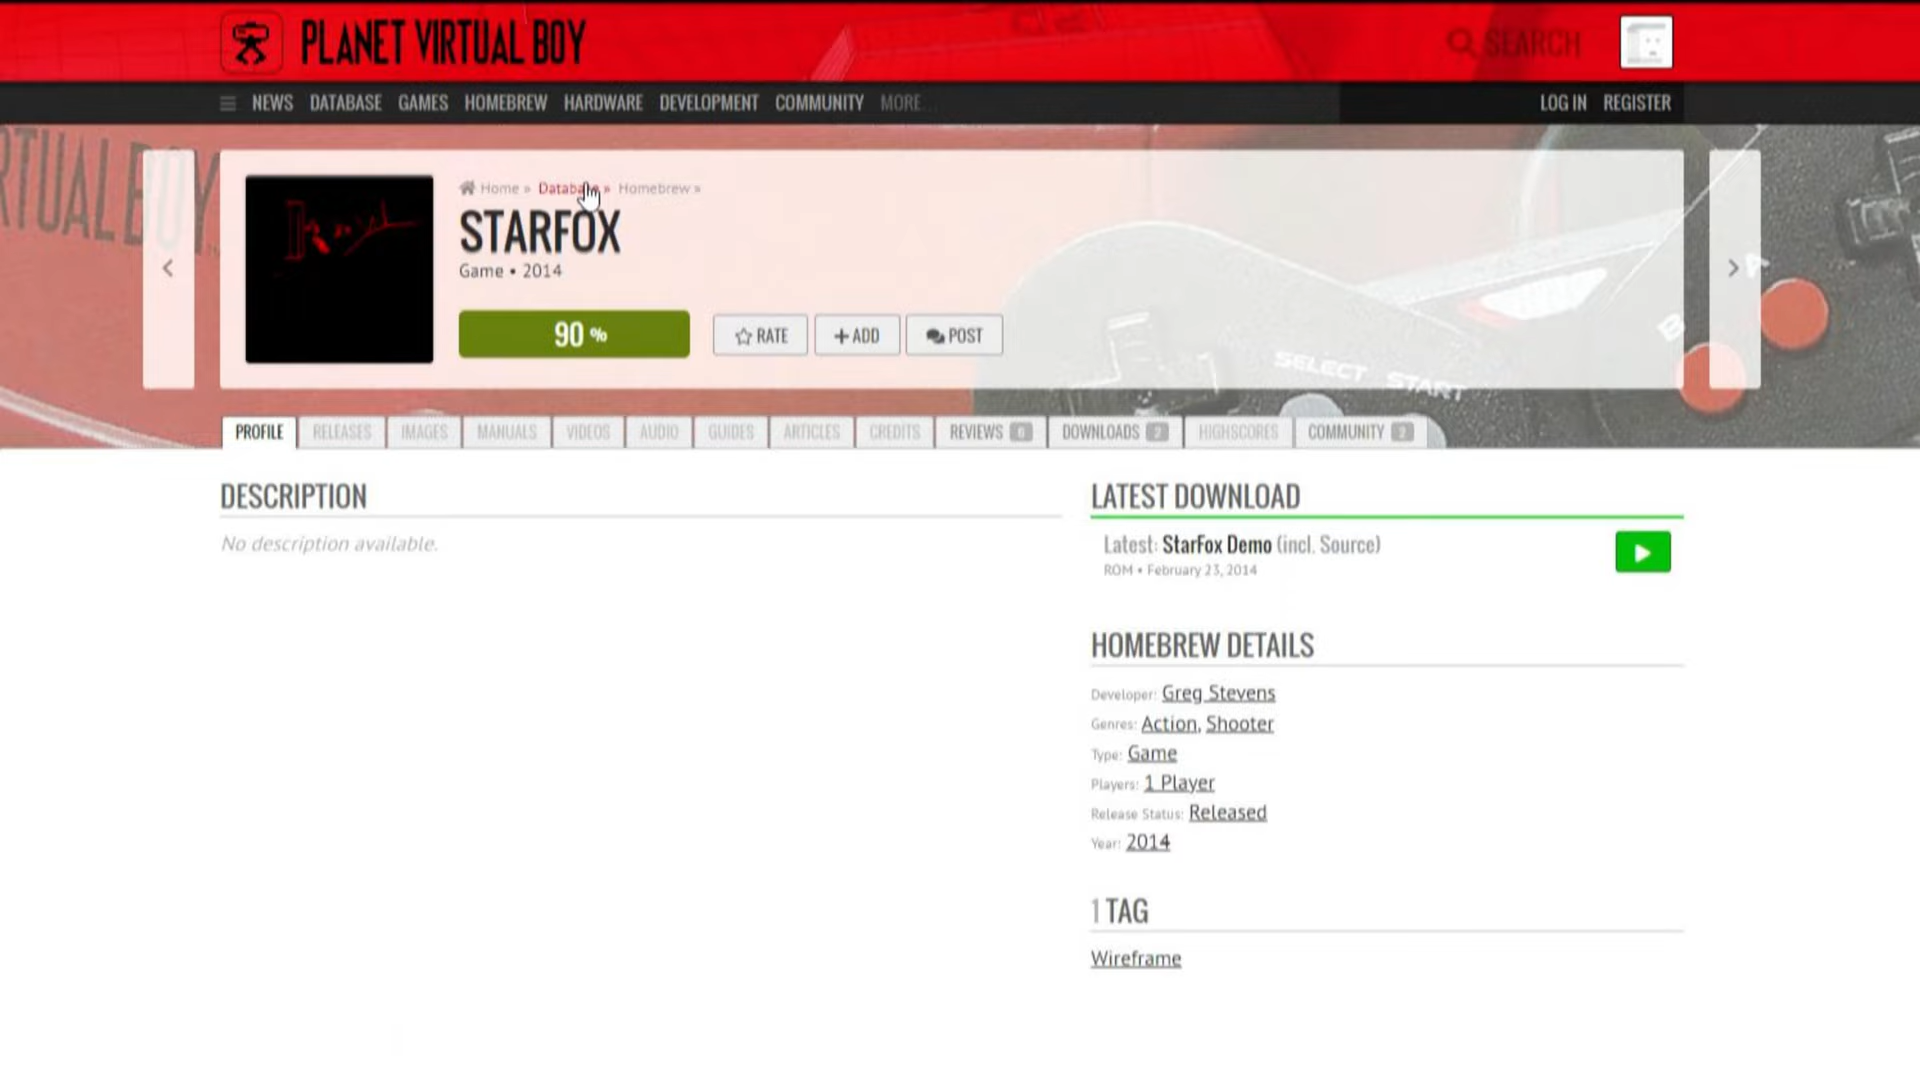 PLANET VIRTUAL BOY
SEARCH
NEWS DATABASE GAMES HOMEBREW HARDWARE DEVELOPMENT COMMUNITY MORE
LOG IN REGISTER
Home » Database » Homebrew »
STARFOX
Game • 2014
90 %
RATE
+ ADD
POST
SELECT START
PROFILE
RELEASES
IMAGES
MANUALS
VIDEOS
AUDIO
GUIDES
ARTICLES
CREDITS
REVIEWS 0
DOWNLOADS 2
HIGHSCORES
COMMUNITY 2
DESCRIPTION
No description available.
LATEST DOWNLOAD
Latest: StarFox Demo (incl. Source)
ROM • February 23, 2014
HOMEBREW DETAILS
Developer: Greg Stevens
Genres: Action, Shooter
Type: Game
Players: 1 Player
Release Status: Released
Year: 2014
1 TAG
Wireframe